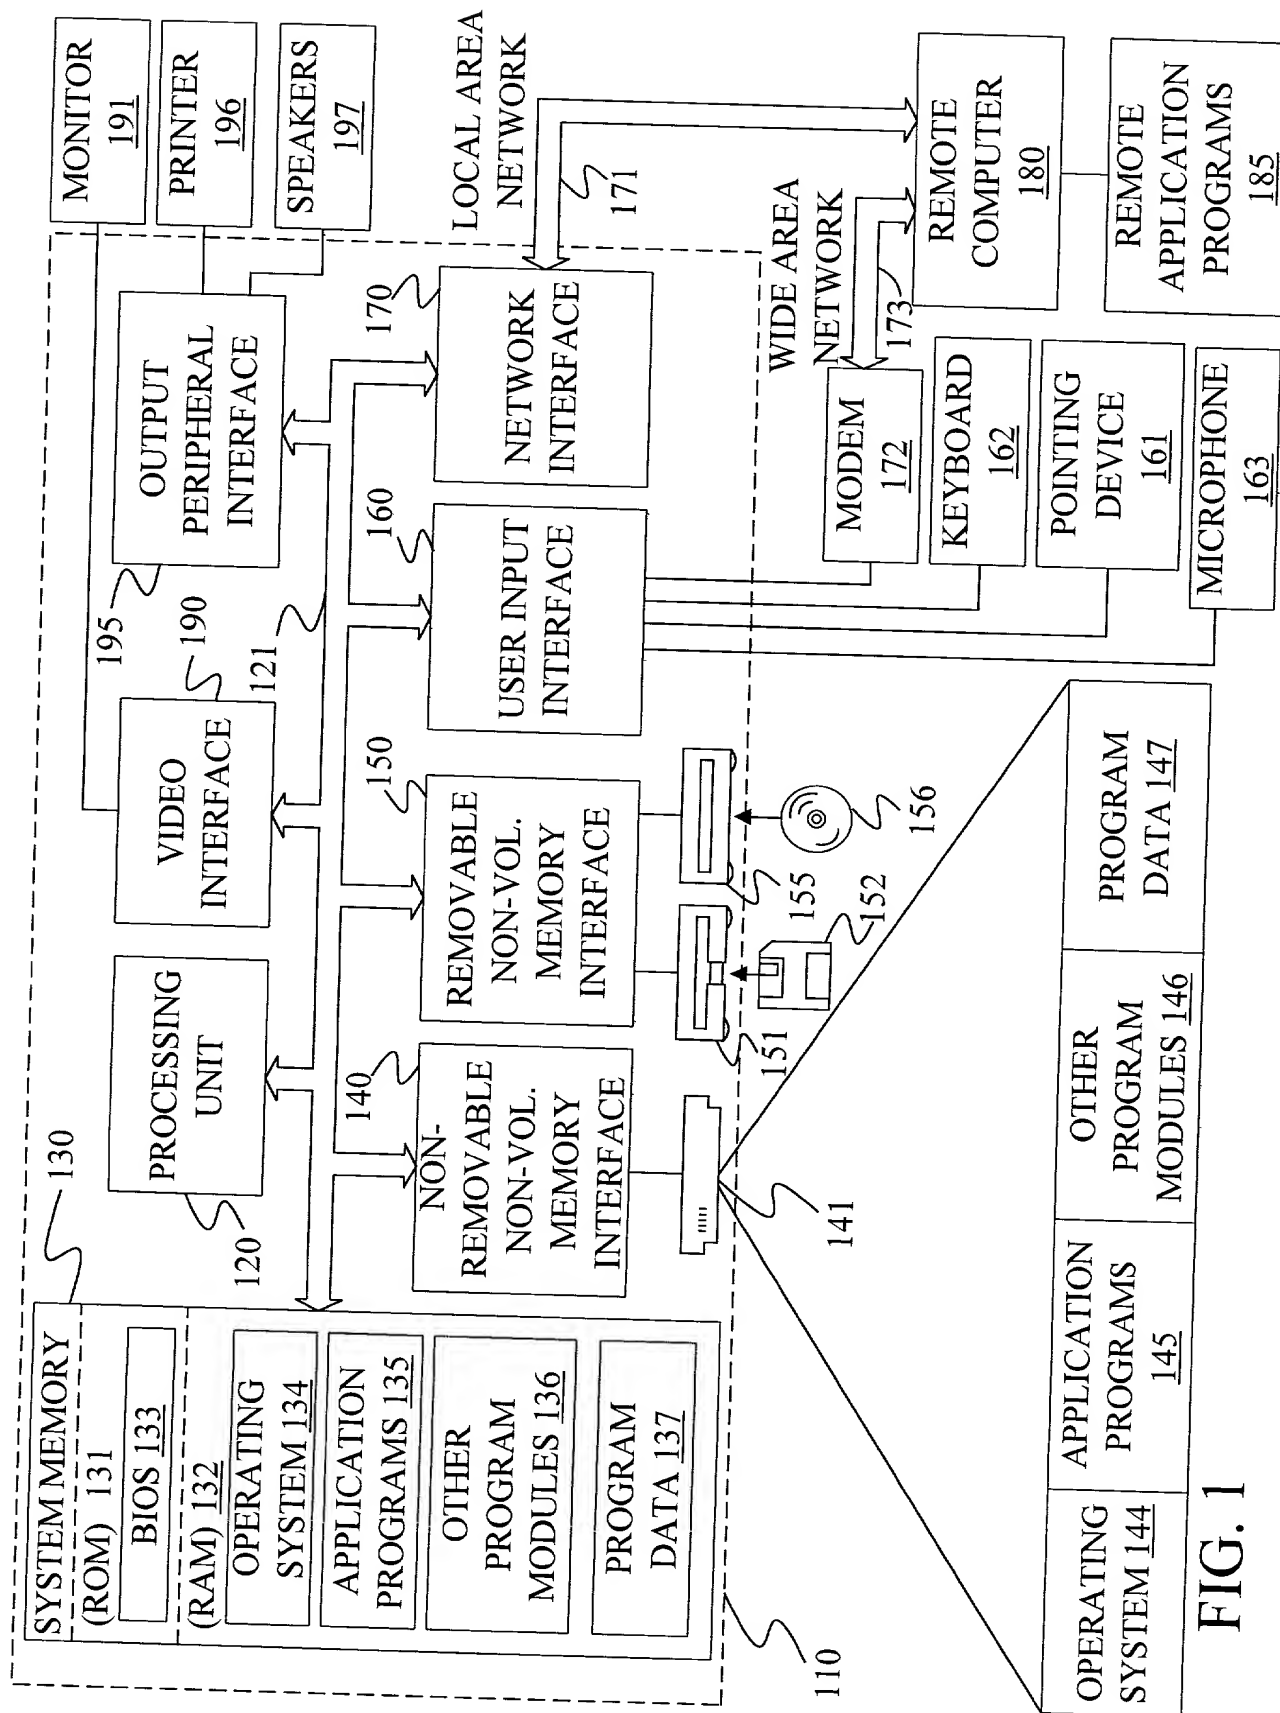 SYSTEM MEMORY
(ROM) 131
BIOS 133
(RAM) 132
OPERATING
SYSTEM 134
APPLICATION
PROGRAMS 135
OTHER
PROGRAM
MODULES 136
PROGRAM
DATA 137
130
120
PROCESSING
UNIT
VIDEO
INTERFACE
190
195
121
OUTPUT
PERIPHERAL
INTERFACE
MONITOR
191
PRINTER
196
SPEAKERS
197
140
NON-
REMOVABLE
NON-VOL.
MEMORY
INTERFACE
150
REMOVABLE
NON-VOL.
MEMORY
INTERFACE
160
USER INPUT
INTERFACE
170
NETWORK
INTERFACE
LOCAL AREA
NETWORK
171
110
141
151
152
155
156
WIDE AREA
NETWORK
173
MODEM
172
KEYBOARD
162
POINTING
DEVICE
161
MICROPHONE
163
REMOTE
COMPUTER
180
REMOTE
APPLICATION
PROGRAMS
185
OPERATING
SYSTEM 144
APPLICATION
PROGRAMS
145
OTHER
PROGRAM
MODULES 146
PROGRAM
DATA 147
FIG. 1